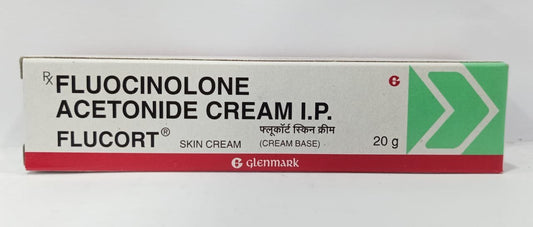 Rx FLUOCINOLONE
ACETONIDE CREAM I.P.
FLUCORT® SKIN CREAM
फ्लूकॉर्ट स्किन क्रीम
(CREAM BASE)
20 g
G glenmark